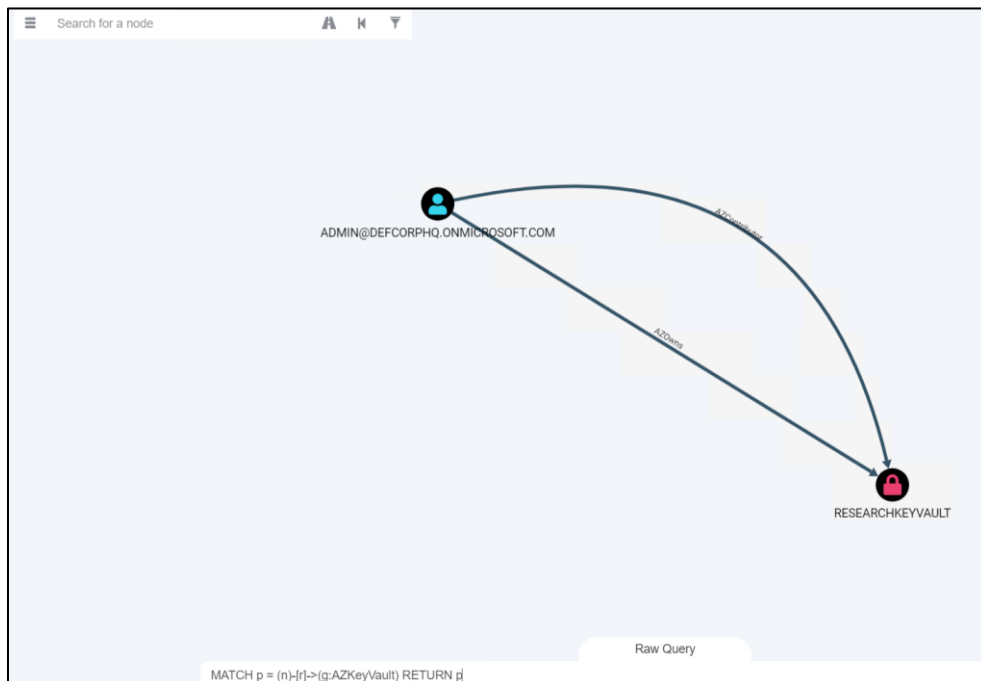 Search for a node
ADMIN@DEFCORPHQ.ONMICROSOFT.COM
AZContributor
AZOwns
RESEARCHKEYVAULT
Raw Query
MATCH p = (n)-[r]->(g:AZKeyVault) RETURN p